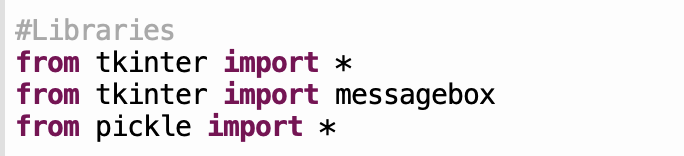 #Libraries
from tkinter import *
from tkinter import messagebox
from pickle import *